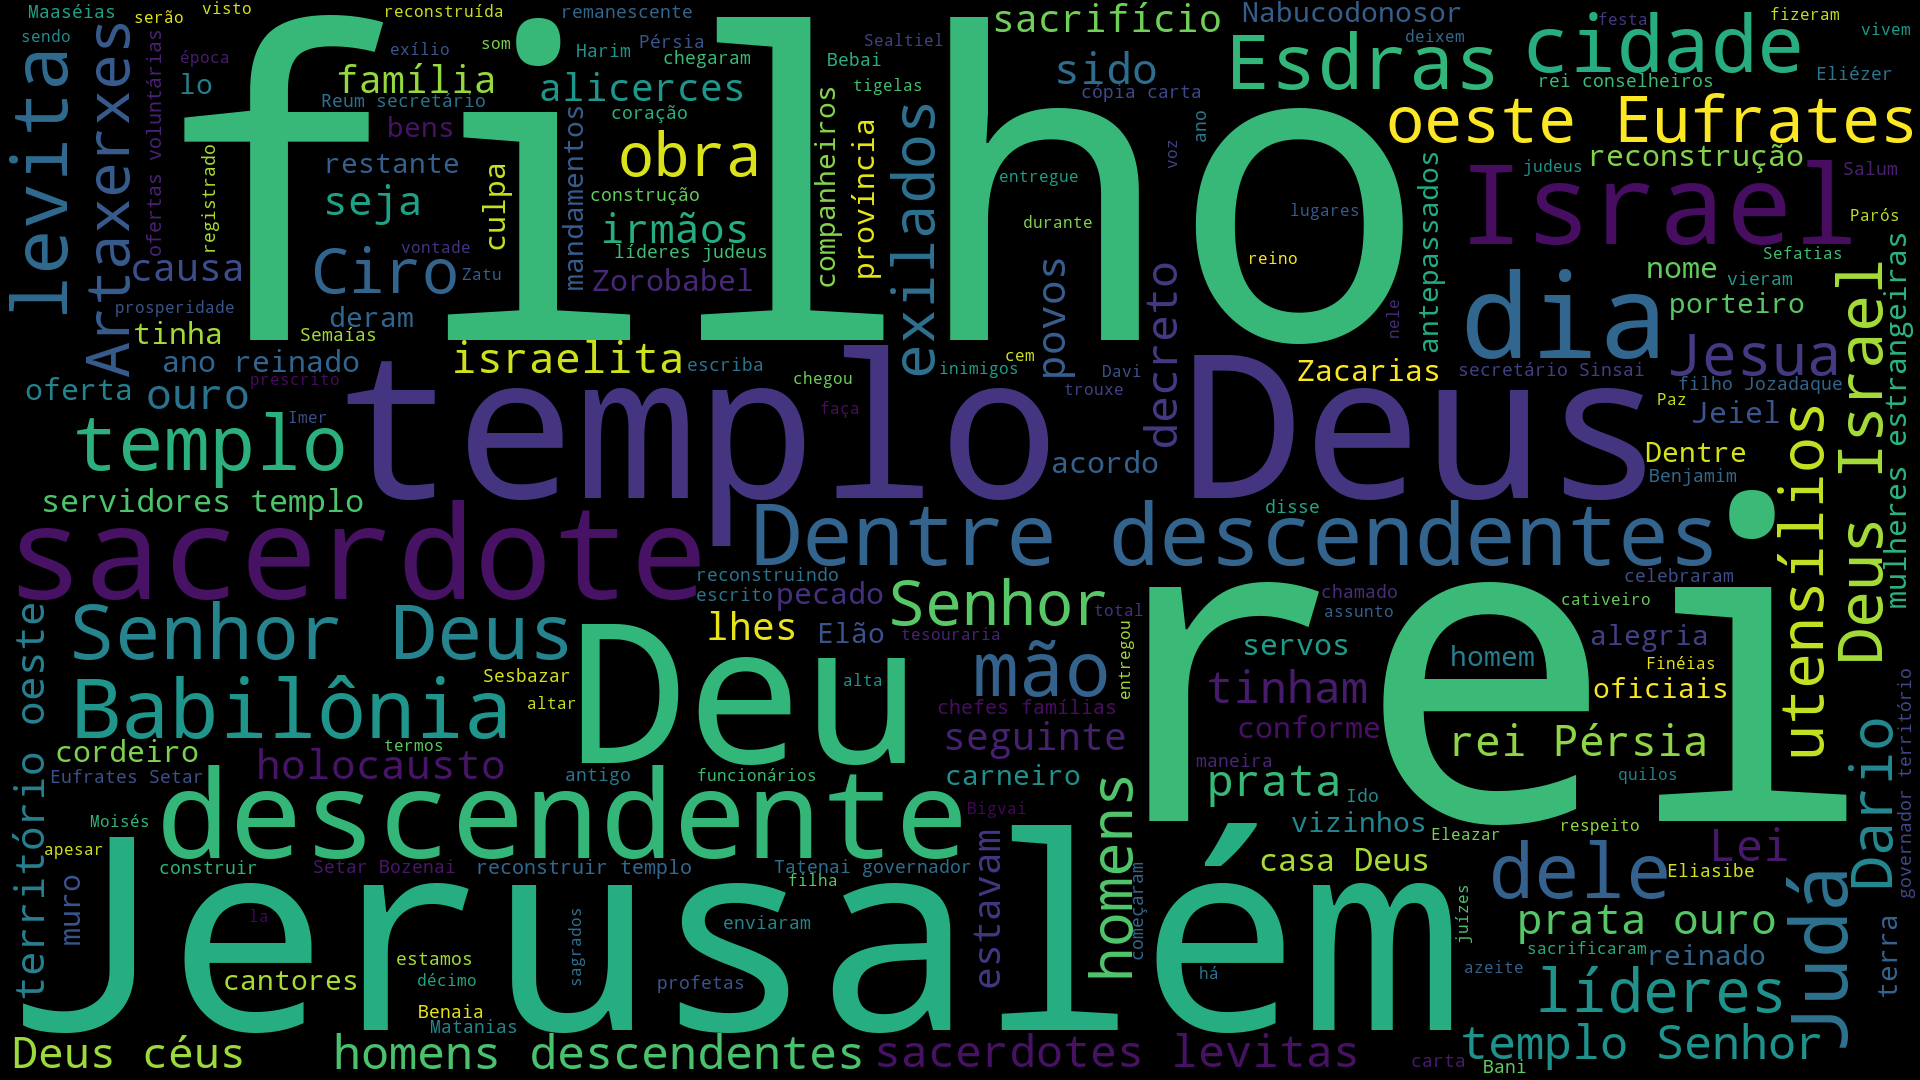 Maaséias
serão
visto
reconstruída
remanescente
sacrifício
Nabucodonosor
festa
fizeram
vivem
sendo
levita
Artaxerxes
ofertas voluntárias
época
lo
exílio
som
Harim
Pérsia
Sealtiel
chegaram
Bebai
sido
deixem
Esdras
cidade
rei conselheiros
Eliézer
família
alicerces
tigelas
cópia carta
oeste Eufrates
Reum secretário
coração
bens
registrado
restante
culpa
mandamentos
obra
companheiros
província
exilados
filho
entregue
voz
ano
judeus
reconstrução
Salum
Israel
seja
construção
irmãos
durante
lugares
antepassados
Parós
líderes judeus
vontade
causa
Ciro
Zatu
Zorobabel
povos
decreto
reino
nele
nome
Sefatias
vieram
mulheres estrangeiras
prosperidade
deram
dia
porteiro
tinha
Semaías
ano reinado
israelita
escriba
inimigos
cem
Davi
trouxe
Zacarias
secretário Sinsai
Jesua
Deus Israel
oferta
ouro
prescrito
chegou
faça
filho Jozadaque
Paz
Jeiel
Imer
templo
templo Deus
acordo
Dentre
Benjamim
utensílios
servidores templo
sacerdote
Dentre descendentes
disse
reconstruindo
escrito
pecado
Senhor
total
chamado
assunto
celebraram
cativeiro
território oeste
Senhor Deus
lhes
Elão
tesouraria
mão
entregou
servos
rei
homem
alegria
Finéias
oficiais
Sesbazar
altar
Deu
alta
Babilônia
chefes famílias
tinham
conforme
seguinte
rei Pérsia
governador território
Dario
cordeiro
Eufrates Setar
holocausto
termos
antigo
funcionários
carneiro
maneira
prata
quilos
Ido
homens
Moisés
descendente
Bigvai
vizinhos
Eleazar
respeito
Lei
apesar
construir
Setar Bozenai
reconstruir templo
Tatenai governador
filha
estavam
casa Deus
dele
Eliasibe
muro
Jerusalém
la
sagrados
enviaram
começaram
juízes
prata ouro
Judá
terra
cantores
estamos
décimo
profetas
há
azeite
sacrificaram
reinado
Benaia
Matanias
líderes
Deus céus
homens descendentes
sacerdotes levitas
carta
templo Senhor
Bani